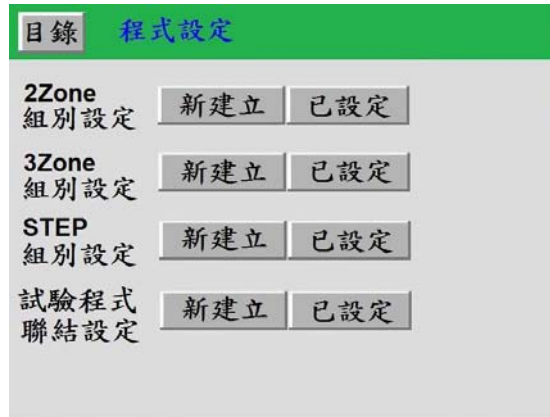 目錄 程式設定
2Zone
組別設定 新建立 已設定
3Zone
組別設定 新建立 已設定
STEP
組別設定 新建立 已設定
試驗程式
聯結設定 新建立 已設定